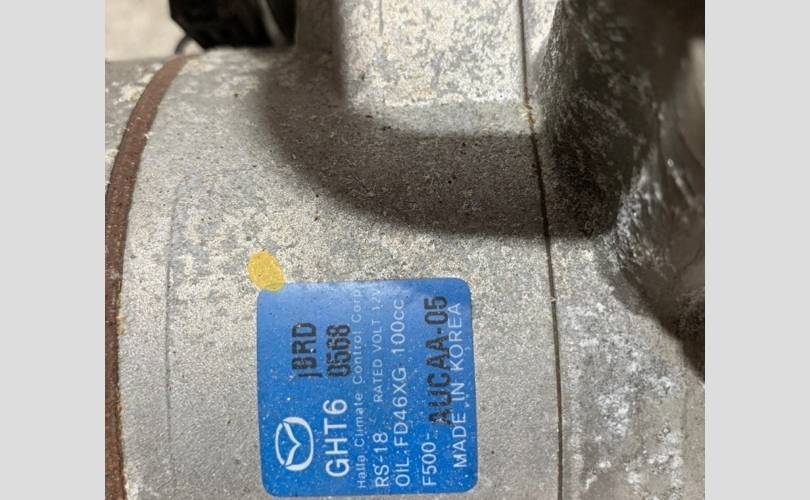 GHT6 JBRD 0568
Halla Climate Control Corp.
RS-18 RATED VOLT 12V
OIL:FD46XG 100cc
F500-AUCAA-05
MADE IN KOREA